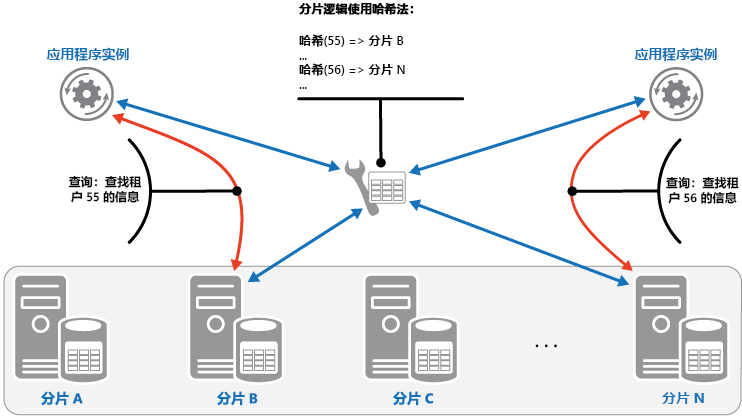 分片逻辑使用哈希法：
哈希(55) => 分片 B
...
哈希(56) => 分片 N
...
应用程序实例
应用程序实例
查询：查找租
户 55 的信息
查询：查找租
户 56 的信息
...
分片 A
分片 B
分片 C
分片 N